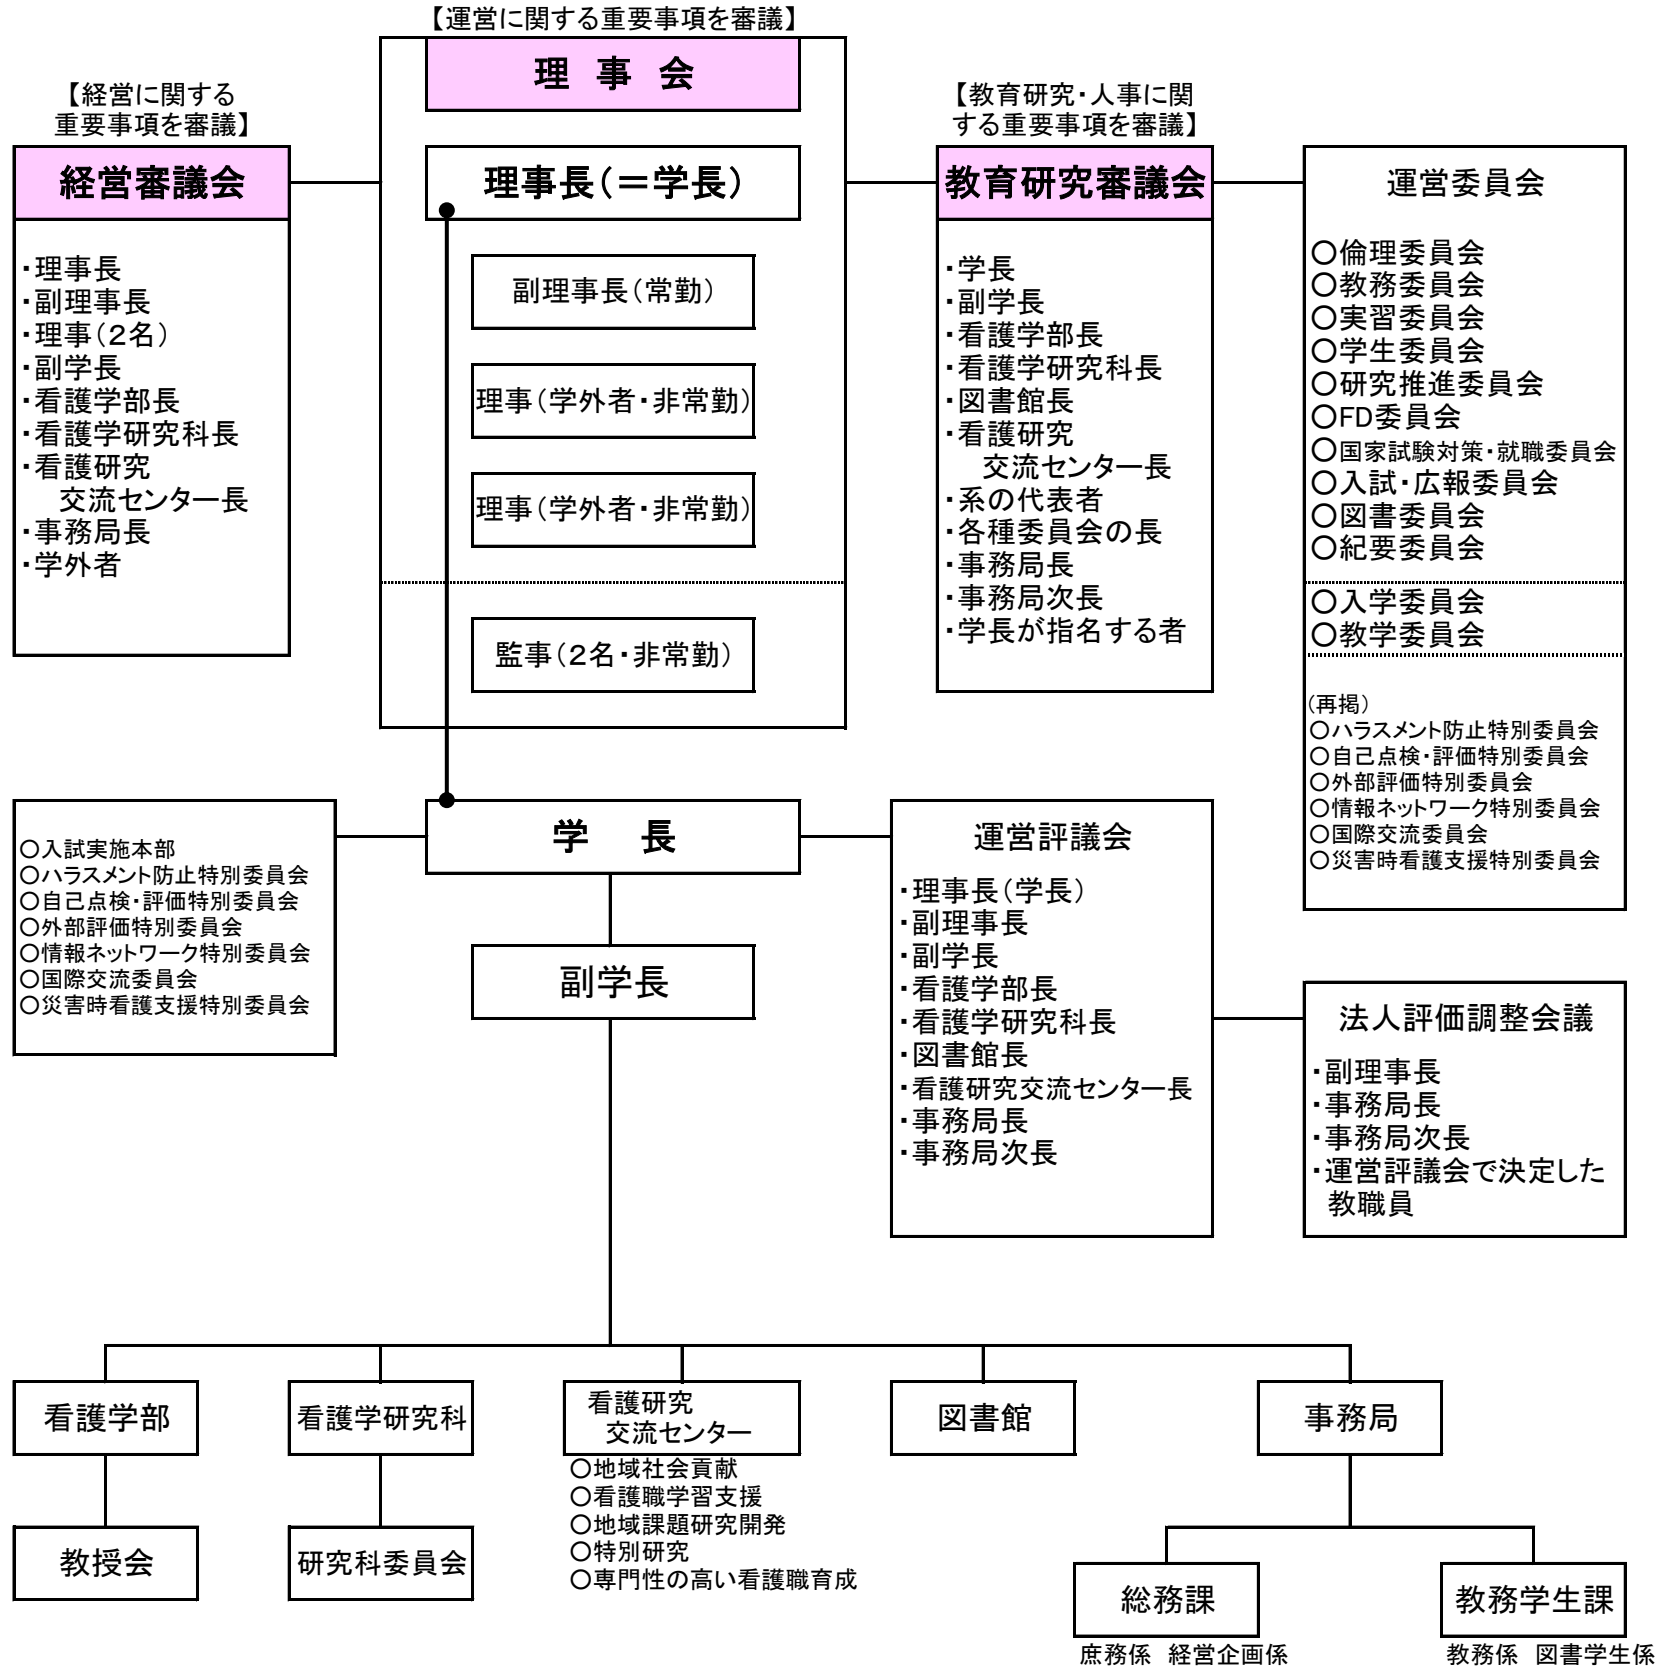 【運営に関する重要事項を審議】
理 事 会
【経営に関する
重要事項を審議】
経営審議会
・理事長
・副理事長
・理事（２名）
・副学長
・看護学部長
・看護学研究科長
・看護研究
交流センター長
・事務局長
・学外者
理事長（＝学長）
副理事長（常勤）
理事（学外者・非常勤）
理事（学外者・非常勤）
監事（２名・非常勤）
【教育研究・人事に関
する重要事項を審議】
教育研究審議会
・学長
・副学長
・看護学部長
・看護学研究科長
・図書館長
・看護研究
交流センター長
・系の代表者
・各種委員会の長
・事務局長
・事務局次長
・学長が指名する者
運営委員会
○倫理委員会
○教務委員会
○実習委員会
○学生委員会
○研究推進委員会
○FD委員会
○国家試験対策・就職委員会
○入試・広報委員会
○図書委員会
○紀要委員会
○入学委員会
○教学委員会
（再掲）
○ハラスメント防止特別委員会
○自己点検・評価特別委員会
○外部評価特別委員会
○情報ネットワーク特別委員会
○国際交流委員会
○災害時看護支援特別委員会
○入試実施本部
○ハラスメント防止特別委員会
○自己点検・評価特別委員会
○外部評価特別委員会
○情報ネットワーク特別委員会
○国際交流委員会
○災害時看護支援特別委員会
学 長
副学長
運営評議会
・理事長（学長）
・副理事長
・副学長
・看護学部長
・看護学研究科長
・図書館長
・看護研究交流センター長
・事務局長
・事務局次長
法人評価調整会議
・副理事長
・事務局長
・事務局次長
・運営評議会で決定した
教職員
看護学部
教授会
看護学研究科
研究科委員会
看護研究
交流センター
○地域社会貢献
○看護職学習支援
○地域課題研究開発
○特別研究
○専門性の高い看護職育成
図書館
事務局
総務課
庶務係 経営企画係
教務学生課
教務係 図書学生係